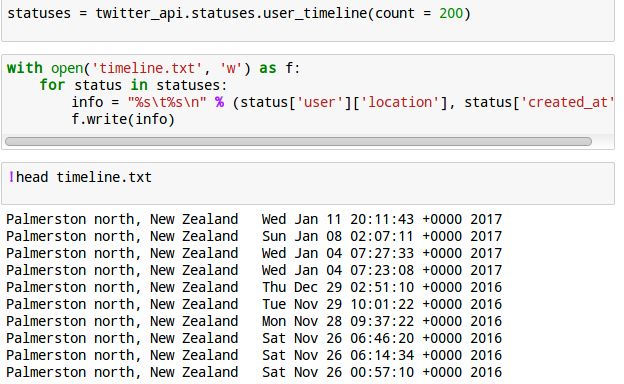 statuses = twitter_api.statuses.user_timeline(count = 200)
with open('timeline.txt', 'w') as f:
    for status in statuses:
        info = "%s\t%s\n" % (status['user']['location'], status['created_at'
        f.write(info)
!head timeline.txt
Palmerston north, New Zealand   Wed Jan 11 20:11:43 +0000 2017
Palmerston north, New Zealand   Sun Jan 08 02:07:11 +0000 2017
Palmerston north, New Zealand   Wed Jan 04 07:27:33 +0000 2017
Palmerston north, New Zealand   Wed Jan 04 07:23:08 +0000 2017
Palmerston north, New Zealand   Thu Dec 29 02:51:10 +0000 2016
Palmerston north, New Zealand   Tue Nov 29 10:01:22 +0000 2016
Palmerston north, New Zealand   Mon Nov 28 09:37:22 +0000 2016
Palmerston north, New Zealand   Sat Nov 26 06:46:20 +0000 2016
Palmerston north, New Zealand   Sat Nov 26 06:14:34 +0000 2016
Palmerston north, New Zealand   Sat Nov 26 00:57:10 +0000 2016